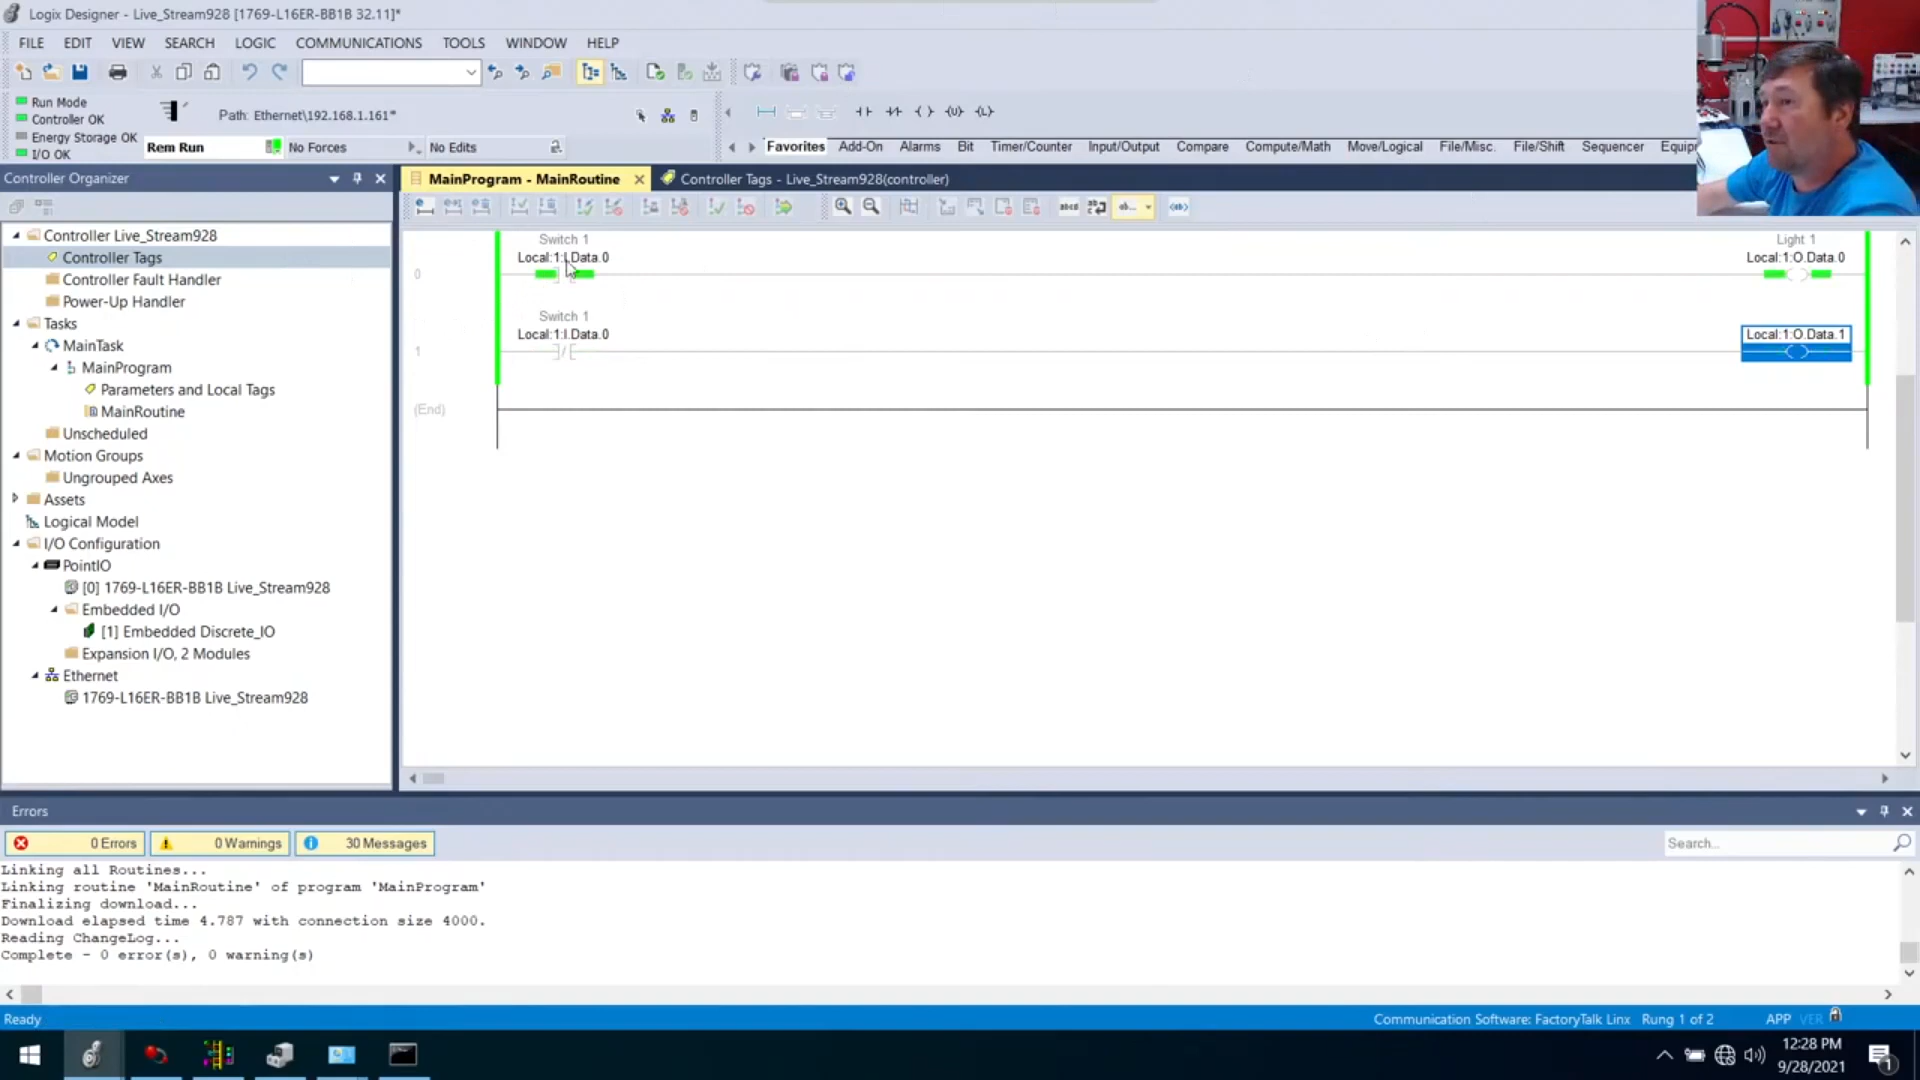 Logix Designer - Live_Stream928 [1769-L16ER-BB1B 32.11]*
FILE EDIT VIEW SEARCH LOGIC COMMUNICATIONS TOOLS WINDOW HELP
Run Mode
Controller OK
Energy Storage OK
I/O OK
Path: Ethernet\192.168.1.161*
Rem Run No Forces No Edits
Favorites Add-On Alarms Bit Timer/Counter Input/Output Compare Compute/Math Move/Logical File/Misc. File/Shift Sequencer Equip
Controller Organizer
MainProgram - MainRoutine
Controller Tags - Live_Stream928(controller)
Controller Live_Stream928
Controller Tags
Controller Fault Handler
Power-Up Handler
Tasks
MainTask
MainProgram
Parameters and Local Tags
MainRoutine
Unscheduled
Motion Groups
Ungrouped Axes
Assets
Logical Model
I/O Configuration
PointIO
[0] 1769-L16ER-BB1B Live_Stream928
Embedded I/O
[1] Embedded Discrete_IO
Expansion I/O, 2 Modules
Ethernet
1769-L16ER-BB1B Live_Stream928
Switch 1
Local:1:I.Data.0
Light 1
Local:1:O.Data.0
0
Switch 1
Local:1:I.Data.0
Local:1:O.Data.1
1
(End)
Errors
0 Errors 0 Warnings 30 Messages
Search...
Linking all Routines...
Linking routine 'MainRoutine' of program 'MainProgram'
Finalizing download...
Download elapsed time 4.787 with connection size 4000.
Reading ChangeLog...
Complete - 0 error(s), 0 warning(s)
Ready
Communication Software: FactoryTalk Linx Rung 1 of 2 APP VER
12:28 PM
9/28/2021
1